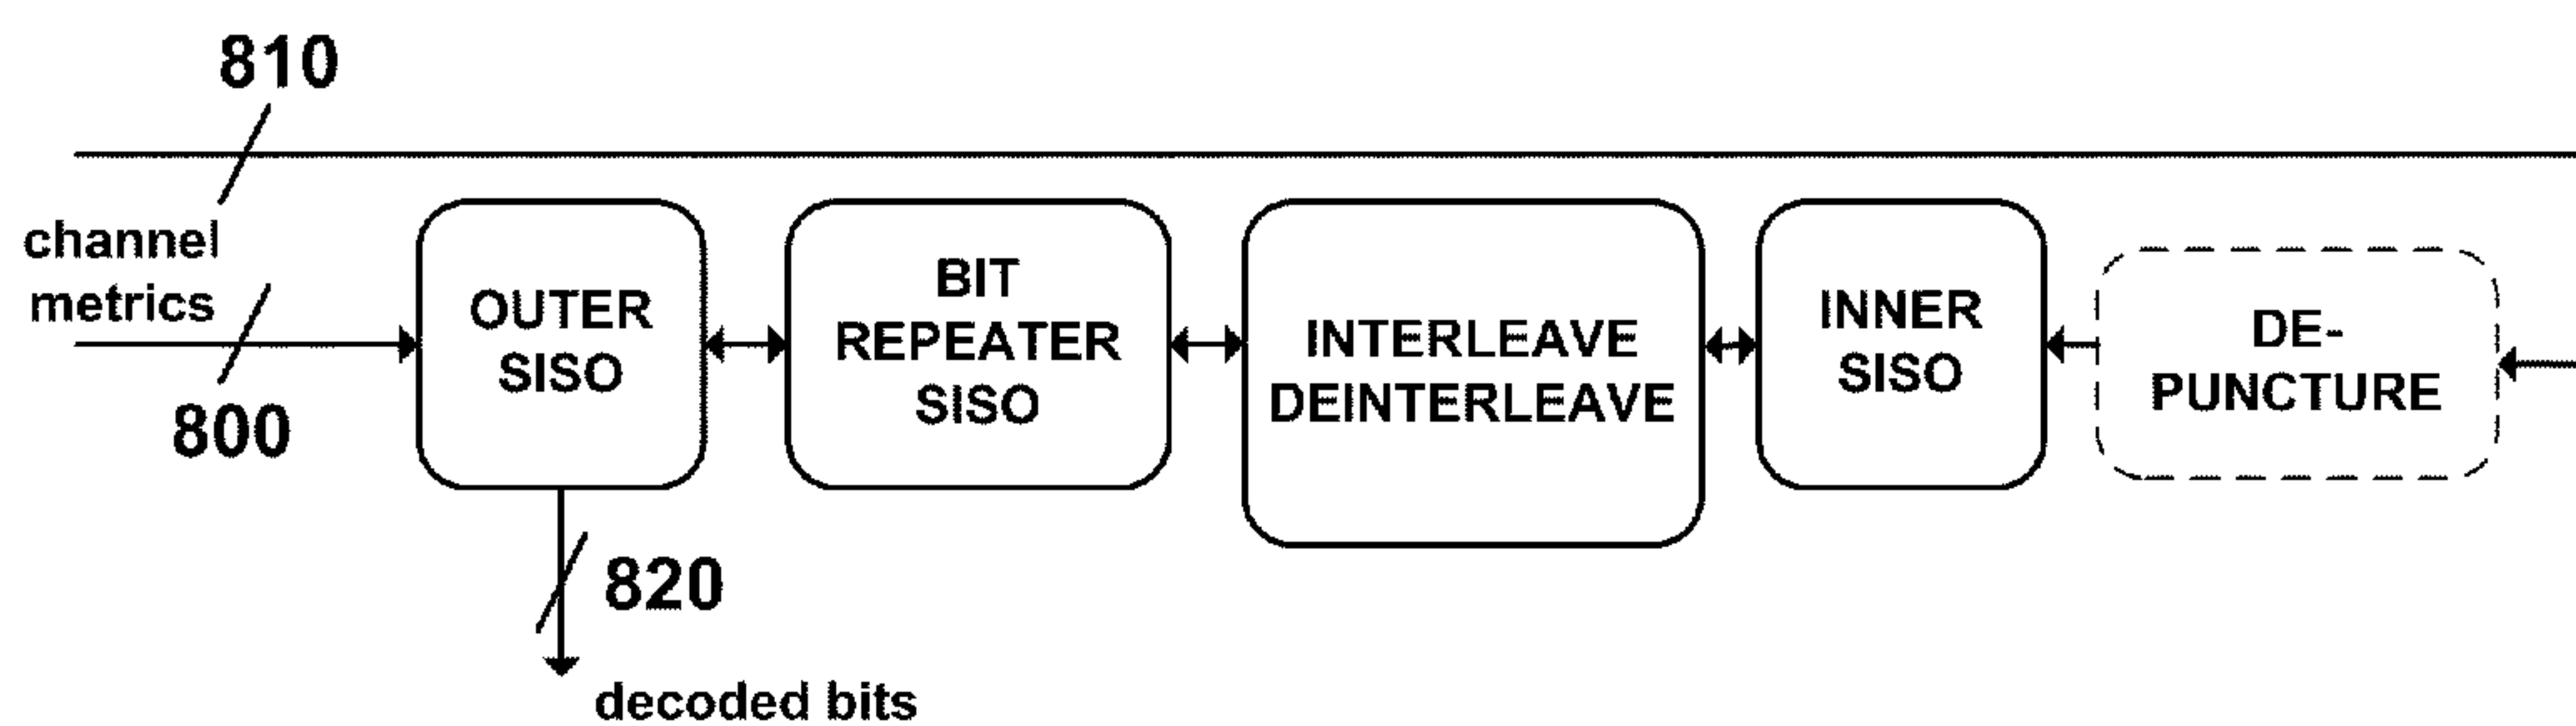 810
channel
metrics
800
OUTER
SISO
BIT
REPEATER
SISO
INTERLEAVE
DEINTERLEAVE
INNER
SISO
DE-
PUNCTURE
820
decoded bits